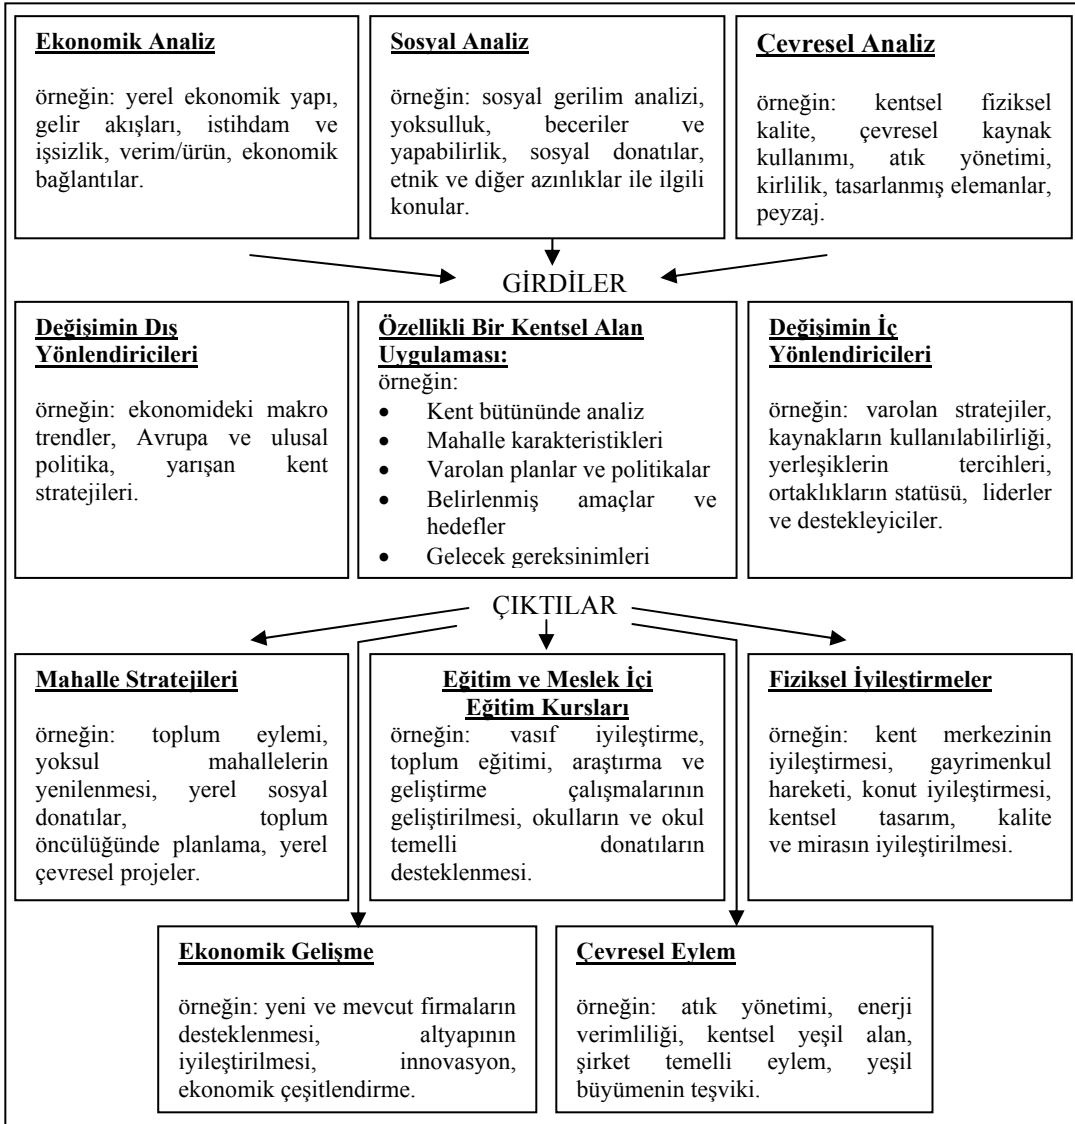 Ekonomik Analiz
örneğin: yerel ekonomik yapı,
gelir akışları, istihdam ve
işsizlik, verim/ürün, ekonomik
bağlantılar.
Sosyal Analiz
örneğin: sosyal gerilim analizi,
yoksulluk, beceriler ve
yapabilirlik, sosyal donatılar,
etnik ve diğer azınlıklar ile ilgili
konular.
Çevresel Analiz
örneğin: kentsel fiziksel
kalite, çevresel kaynak
kullanımı, atık yönetimi,
kirlilik, tasarlanmış elemanlar,
peyzaj.
GİRDİLER
Değişimin Dış
Yönlendiricileri
örneğin: ekonomideki makro
trendler, Avrupa ve ulusal
politika, yarışan kent
stratejileri.
Özellikli Bir Kentsel Alan
Uygulaması:
örneğin:
• Kent bütününde analiz
• Mahalle karakteristikleri
• Varolan planlar ve politikalar
• Belirlenmiş amaçlar ve
hedefler
• Gelecek gereksinimleri
Değişimin İç
Yönlendiricileri
örneğin: varolan stratejiler,
kaynakların kullanılabilirliği,
yerleşiklerin tercihleri,
ortaklıkların statüsü, liderler
ve destekleyiciler.
ÇIKTILAR
Mahalle Stratejileri
örneğin: toplum eylemi,
yoksul mahallelerin
yenilenmesi, yerel sosyal
donatılar, toplum
öncülüğünde planlama, yerel
çevresel projeler.
Eğitim ve Meslek İçi
Eğitim Kursları
örneğin: vasıf iyileştirme,
toplum eğitimi, araştırma ve
geliştirme çalışmalarının
geliştirilmesi, okulların ve okul
temelli donatıların
desteklenmesi.
Fiziksel İyileştirmeler
örneğin: kent merkezinin
iyileştirmesi, gayrimenkul
hareketi, konut iyileştirmesi,
kentsel tasarım, kalite
ve mirasın iyileştirilmesi.
Ekonomik Gelişme
örneğin: yeni ve mevcut firmaların
desteklenmesi, altyapının
iyileştirilmesi, innovasyon,
ekonomik çeşitlendirme.
Çevresel Eylem
örneğin: atık yönetimi, enerji
verimliliği, kentsel yeşil alan,
şirket temelli eylem, yeşil
büyümenin teşviki.